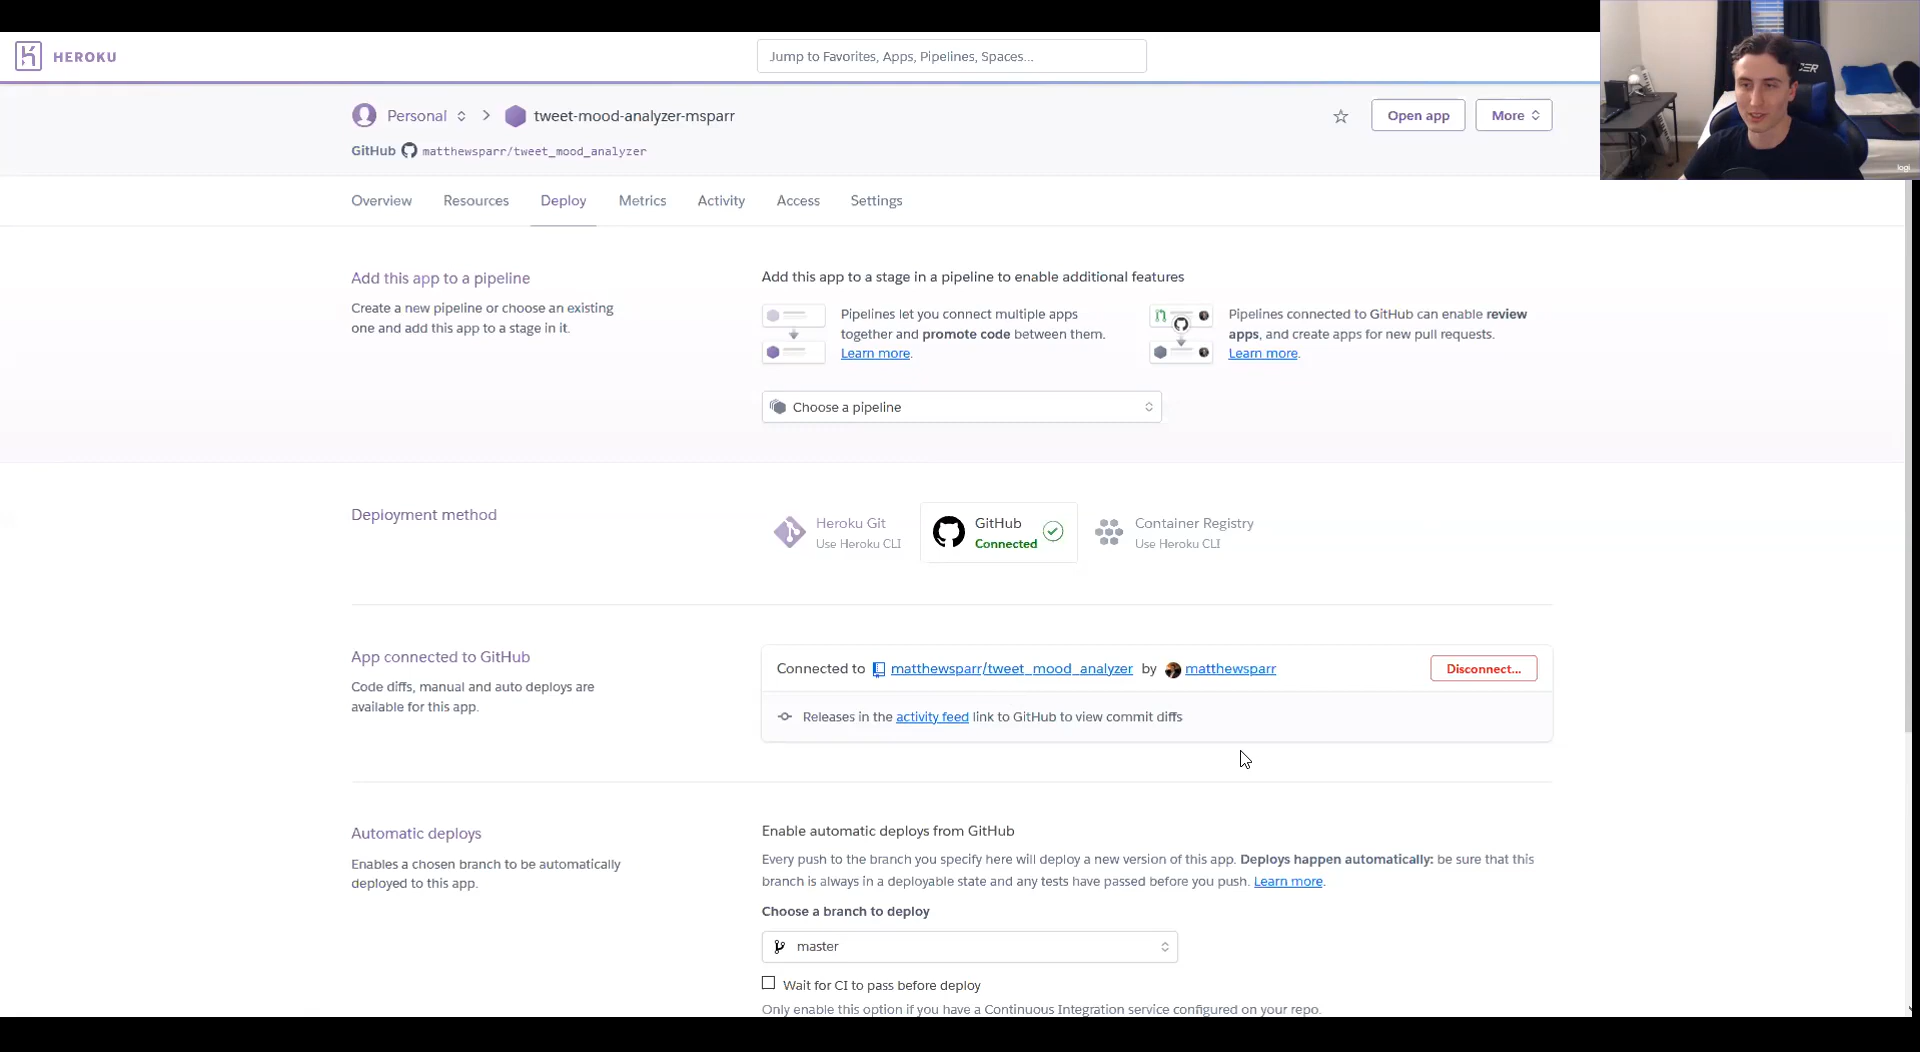 HEROKU
Jump to Favorites, Apps, Pipelines, Spaces...
Personal
tweet-mood-analyzer-msparr
Open app
More
GitHub matthewsparr/tweet_mood_analyzer
Overview
Resources
Deploy
Metrics
Activity
Access
Settings
Add this app to a pipeline
Create a new pipeline or choose an existing
one and add this app to a stage in it.
Add this app to a stage in a pipeline to enable additional features
Pipelines let you connect multiple apps
together and promote code between them.
Learn more.
Pipelines connected to GitHub can enable review
apps, and create apps for new pull requests.
Learn more.
Choose a pipeline
Deployment method
Heroku Git
Use Heroku CLI
GitHub
Connected
Container Registry
Use Heroku CLI
App connected to GitHub
Code diffs, manual and auto deploys are
available for this app.
Connected to matthewsparr/tweet_mood_analyzer by matthewsparr
Disconnect...
Releases in the activity feed link to GitHub to view commit diffs
Automatic deploys
Enables a chosen branch to be automatically
deployed to this app.
Enable automatic deploys from GitHub
Every push to the branch you specify here will deploy a new version of this app. Deploys happen automatically: be sure that this
branch is always in a deployable state and any tests have passed before you push. Learn more.
Choose a branch to deploy
master
Wait for CI to pass before deploy
Only enable this option if you have a Continuous Integration service configured on your repo.
logi